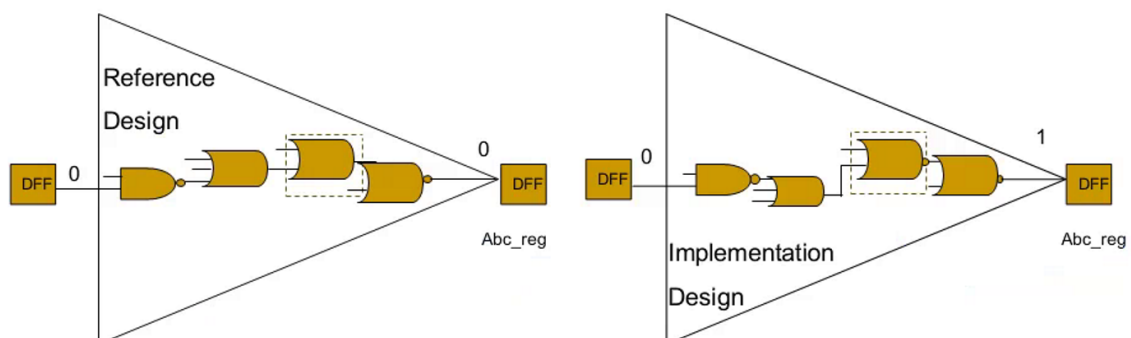 Reference
Design
DFF
0
0
DFF
Abc_reg
DFF
0
1
DFF
Abc_reg
Implementation
Design